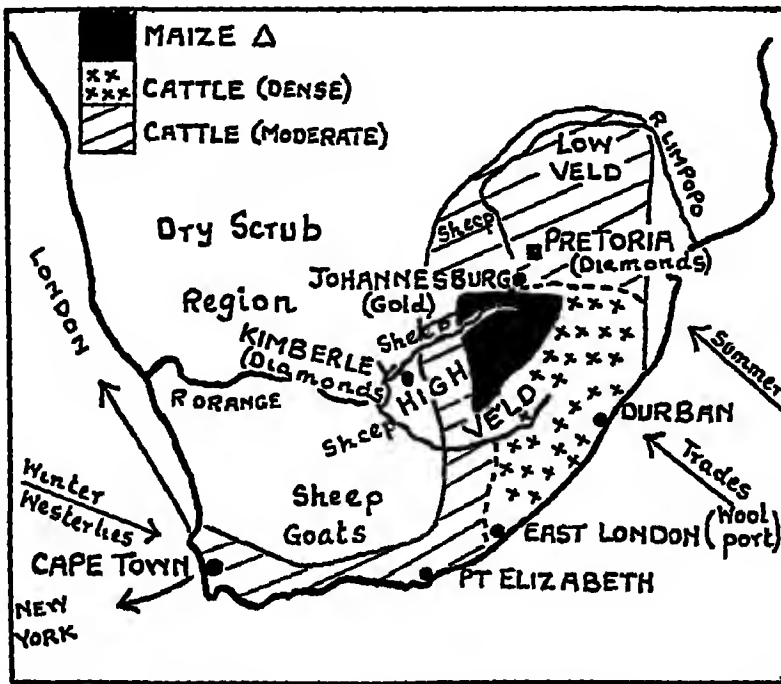 MAIZE Δ
CATTLE (DENSE)
CATTLE (MODERATE)
LOW
VELD
R LIMPOPO
Dry Scrub
Region
Sheep
PRETORIA
(Diamonds)
JOHANNESBURG
(Gold)
LONDON
KIMBERLE
(Diamonds)
Sheep
HIGH
VELD
R ORANGE
Sheep
Summer
DURBAN
Trades
Winter
Westerlies
Sheep
Goats
EAST LONDON (Wool
port)
CAPE TOWN
PT ELIZABETH
NEW
YORK